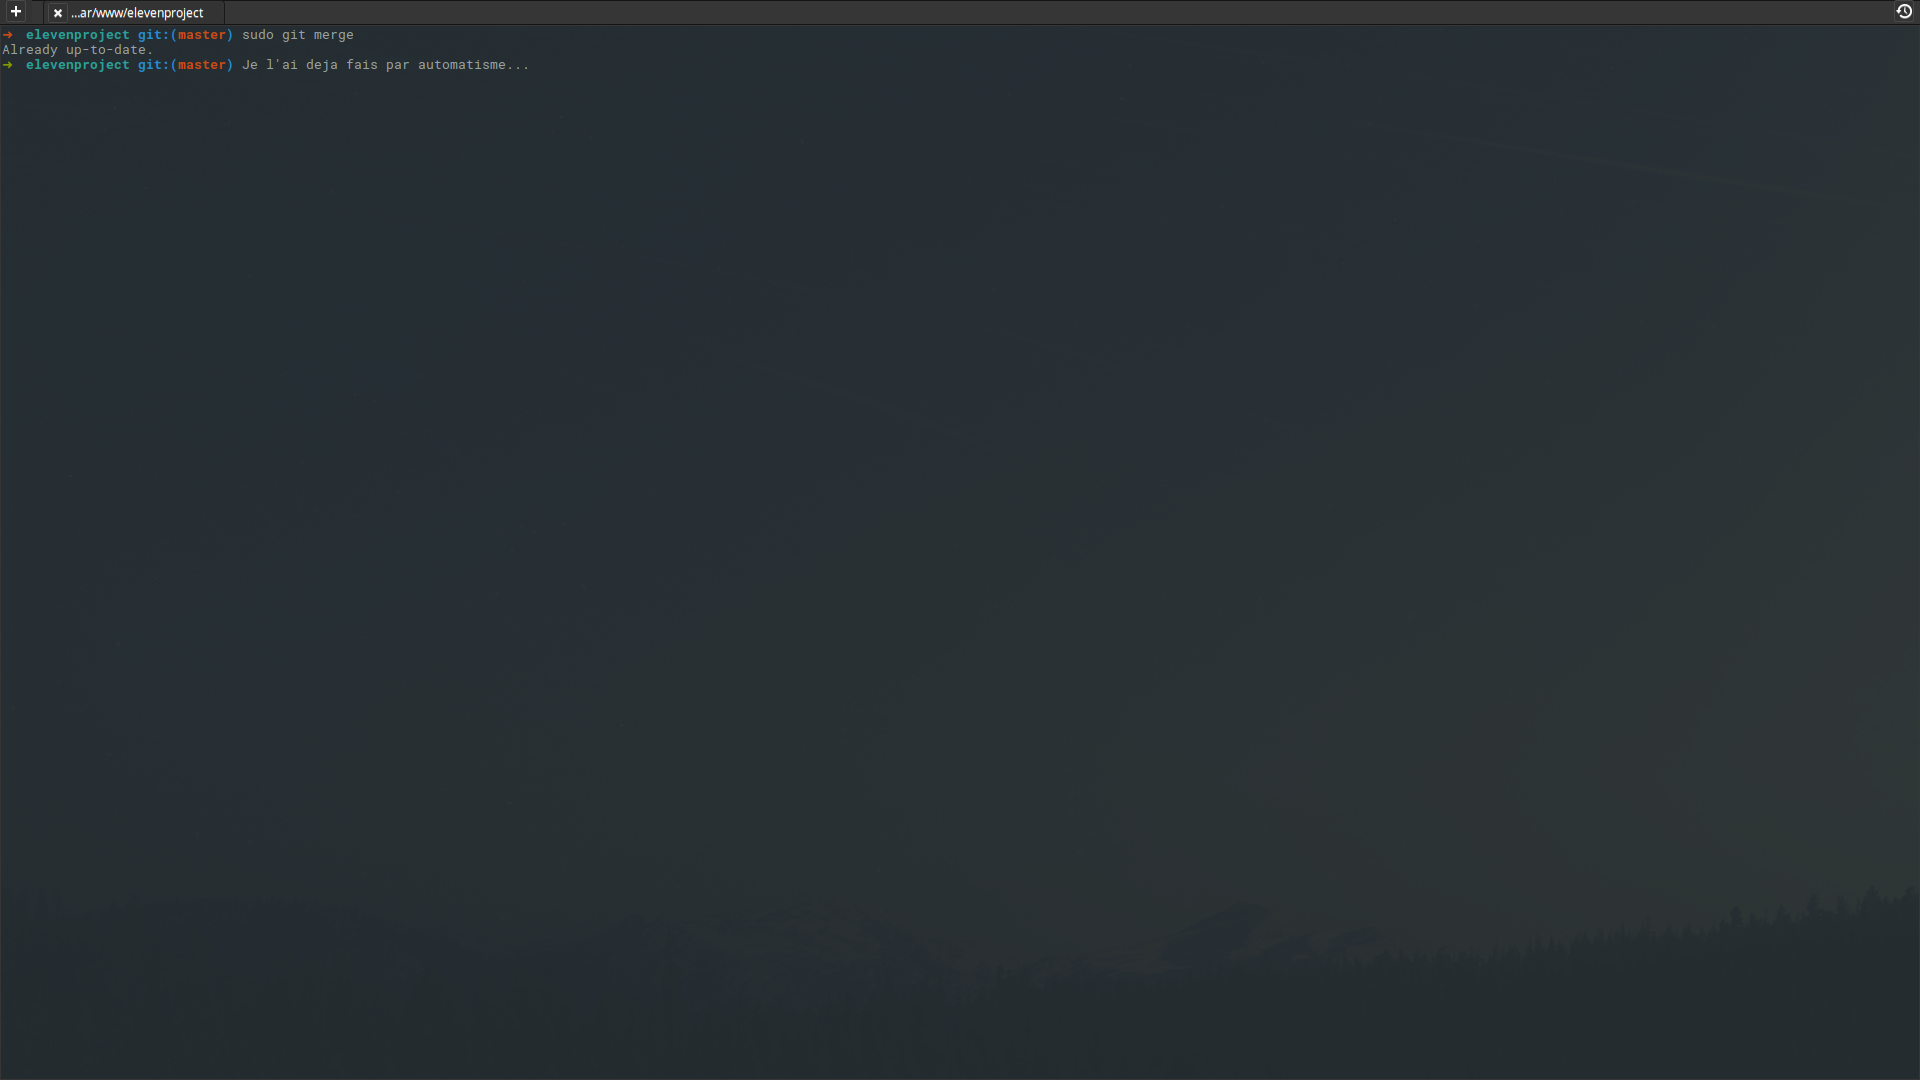 ...ar/www/elevenproject
➜ elevenproject git:(master) sudo git merge
Already up-to-date.
➜ elevenproject git:(master) Je l'ai deja fais par automatisme...